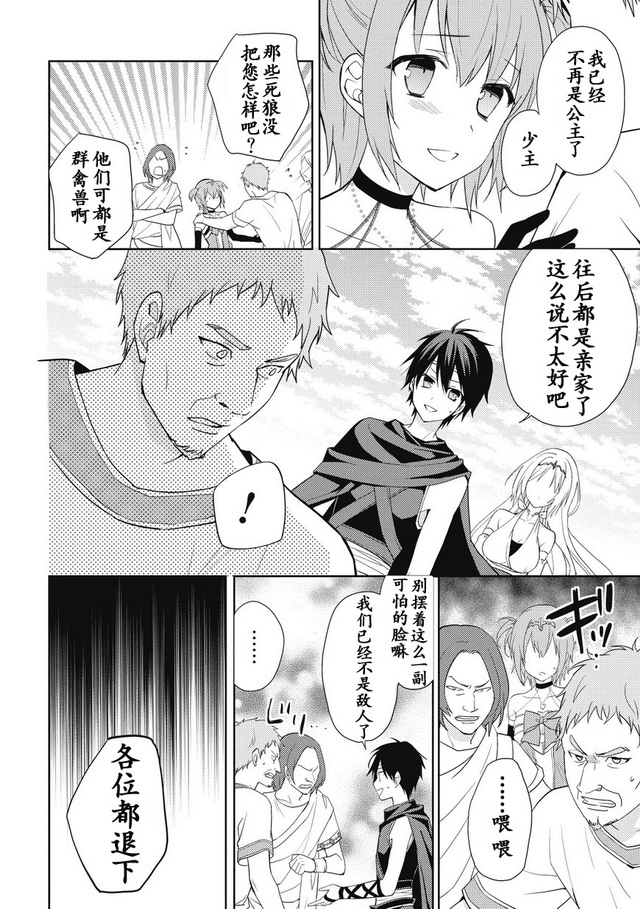 我已经
不再是公主了
少主
那些死狼没
把您怎样吧？
他们可都是
群禽兽啊
往后都是亲家了
这么说不太好吧
！
……喂喂
别摆着这么一副
可怕的脸嘛
我们已经不是敌人了
……
各位都退下